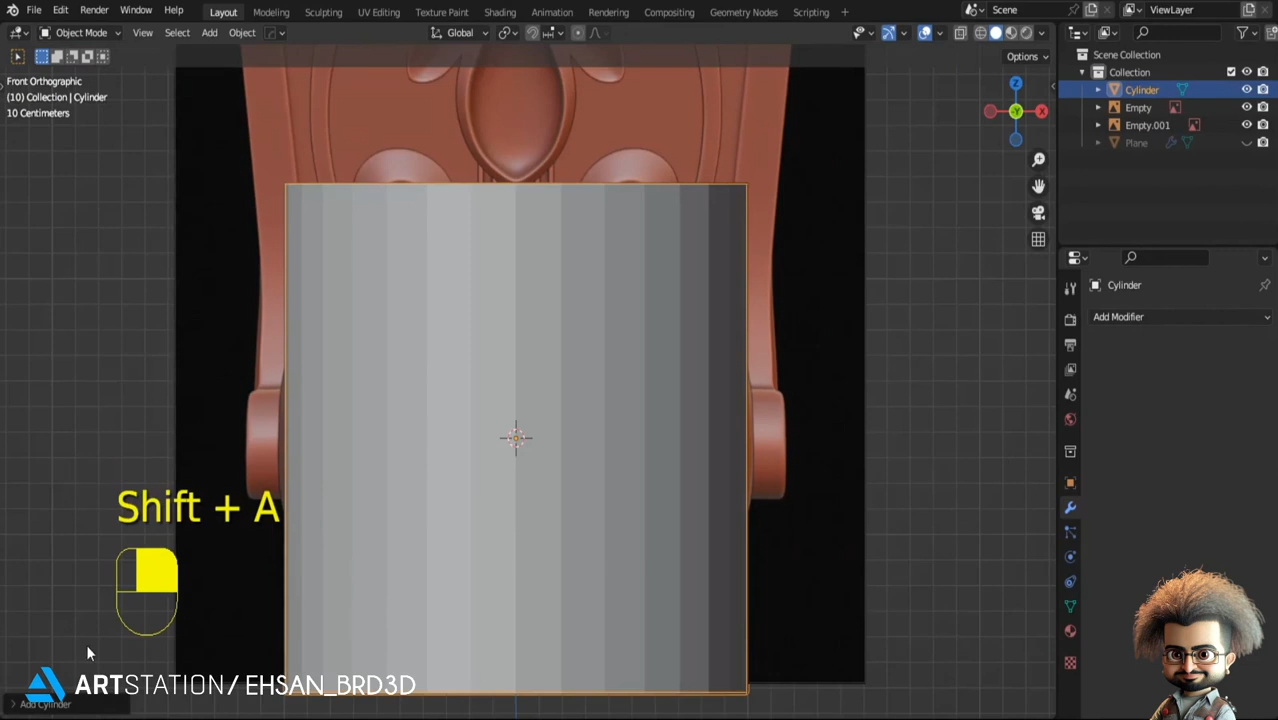 File Edit Render Window Help Layout Modeling Sculpting UV Editing Texture Paint Shading Animation Rendering Compositing Geometry Nodes Scripting + Scene ViewLayer
Object Mode View Select Add Object Global
Options
Front Orthographic
(10) Collection | Cylinder
10 Centimeters
Z
X
-Y
Scene Collection
Collection
Cylinder
Empty
Empty.001
Plane
Cylinder
Add Modifier
Shift + A
ARTSTATION/ EHSAN_BRD3D
Add Cylinder